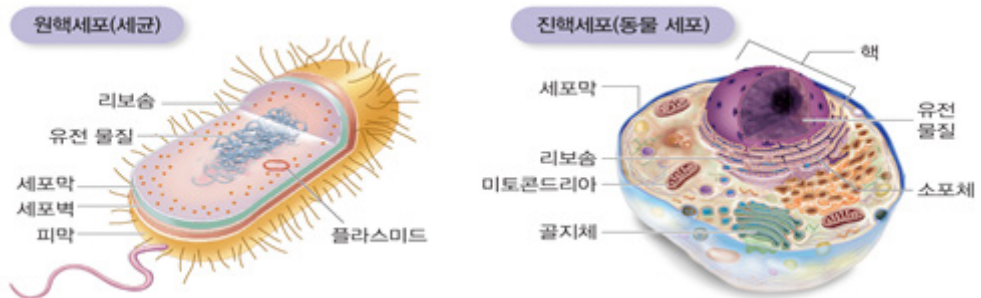 원핵세포(세균)
리보솜
유전 물질
세포막
세포벽
피막
플라스미드
진핵세포(동물 세포)
핵
세포막
유전
물질
리보솜
미토콘드리아
소포체
골지체